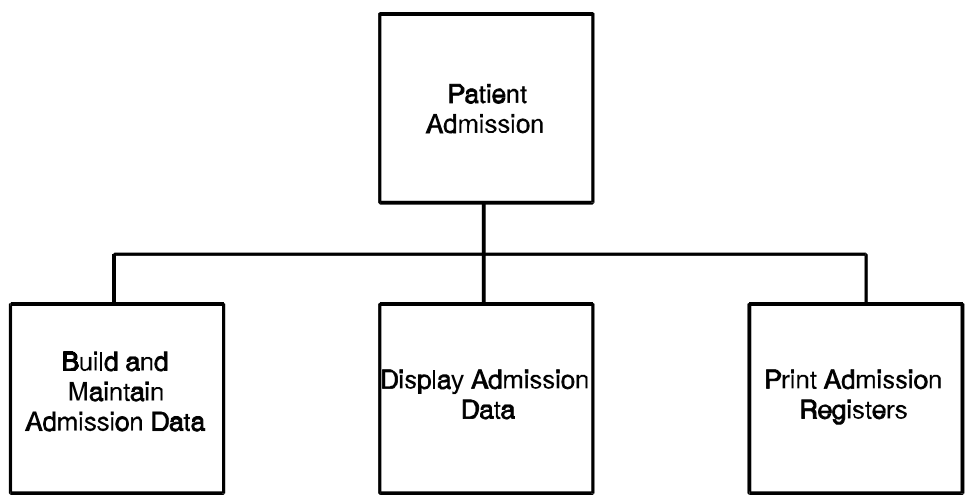 Patient
Admission
Build and
Maintain
Admission Data
Display Admission
Data
Print Admission
Registers